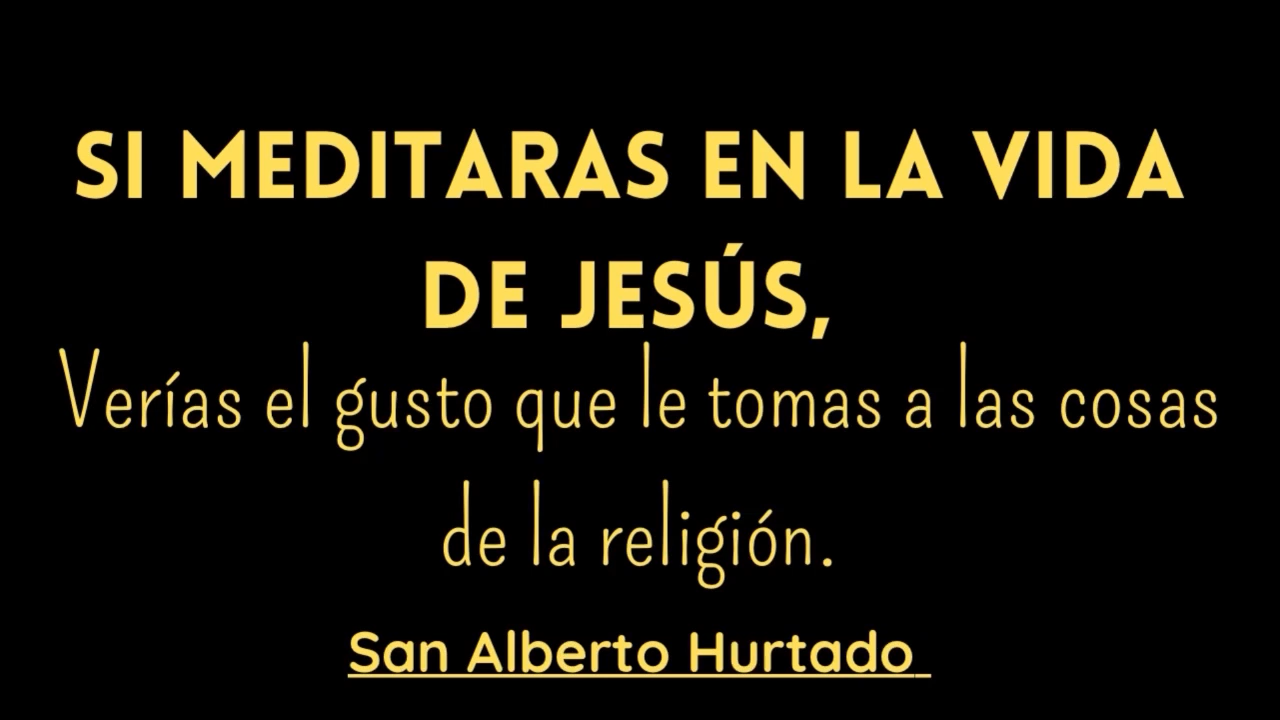 SI MEDITARAS EN LA VIDA
DE JESÚS,
Verías el gusto que le tomas a las cosas
de la religión.
San Alberto Hurtado